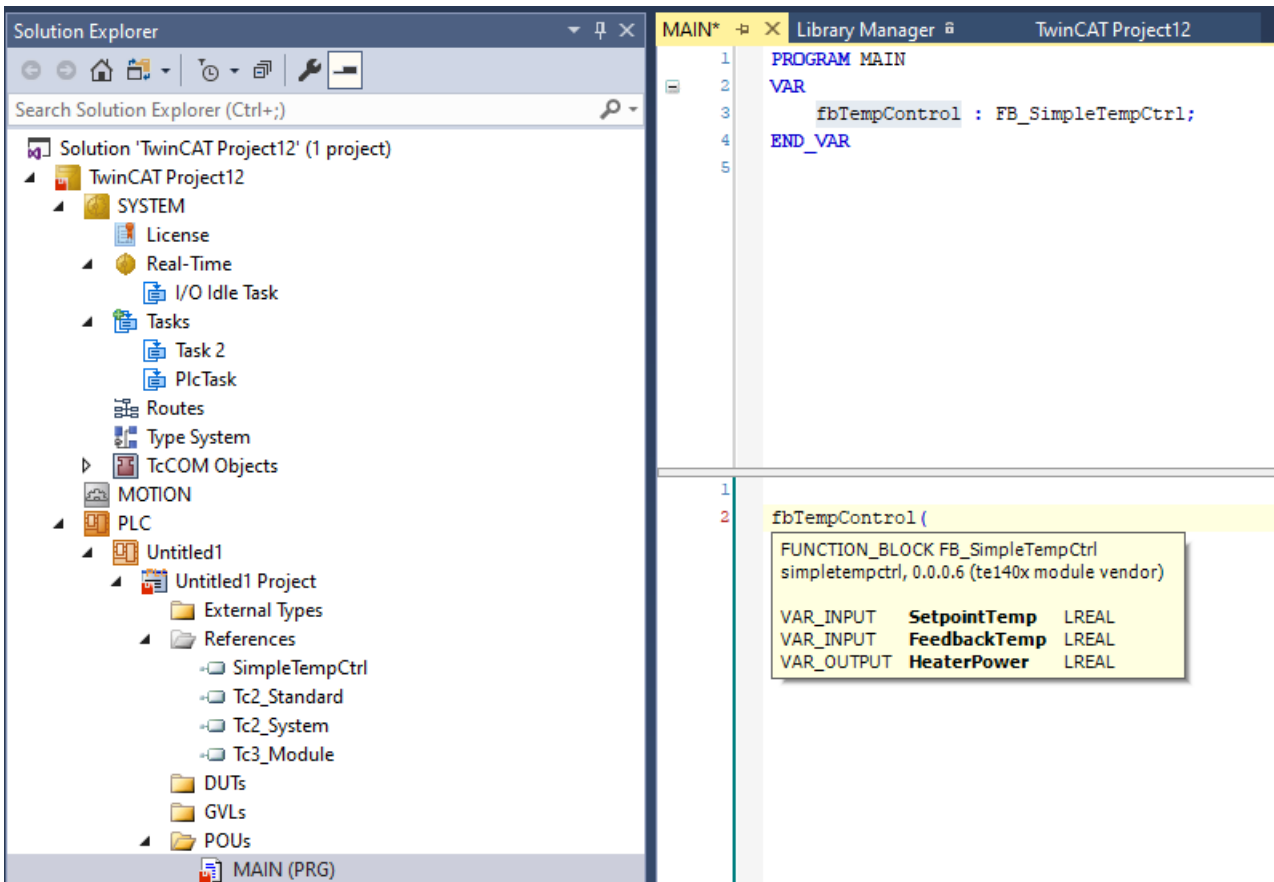 Solution Explorer
Search Solution Explorer (Ctrl+;)
Solution 'TwinCAT Project12' (1 project)
TwinCAT Project12
SYSTEM
License
Real-Time
I/O Idle Task
Tasks
Task 2
PlcTask
Routes
Type System
TcCOM Objects
MOTION
PLC
Untitled1
Untitled1 Project
External Types
References
SimpleTempCtrl
Tc2_Standard
Tc2_System
Tc3_Module
DUTs
GVLs
POUs
MAIN (PRG)
MAIN* Library Manager TwinCAT Project12
1 PROGRAM MAIN
2 VAR
3 fbTempControl : FB_SimpleTempCtrl;
4 END_VAR
5
1
2 fbTempControl(
FUNCTION_BLOCK FB_SimpleTempCtrl
simpletempctrl, 0.0.0.6 (te140x module vendor)
VAR_INPUT SetpointTemp LREAL
VAR_INPUT FeedbackTemp LREAL
VAR_OUTPUT HeaterPower LREAL